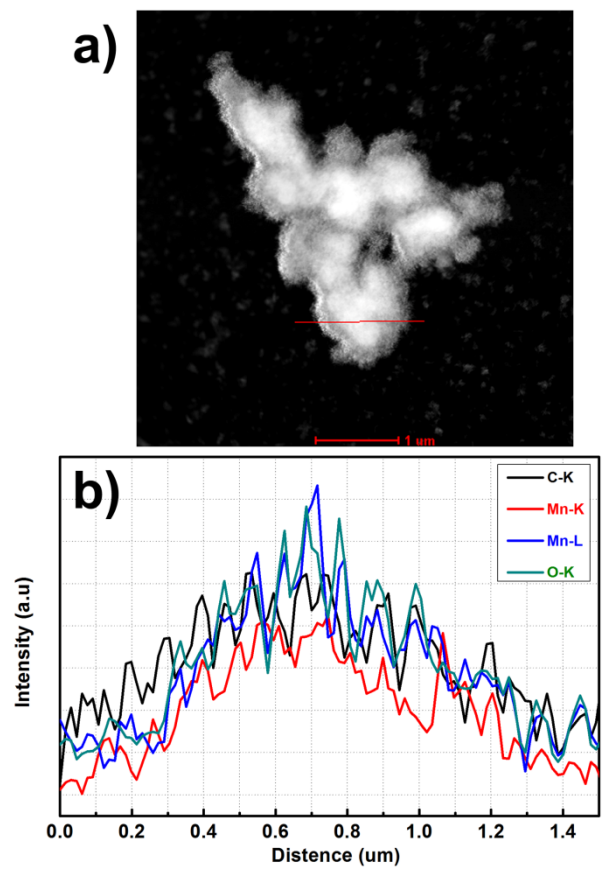 a)
1 um
b)
C-K
Mn-K
Mn-L
O-K
Intensity (a.u)
0.0 0.2 0.4 0.6 0.8 1.0 1.2 1.4
Distence (um)